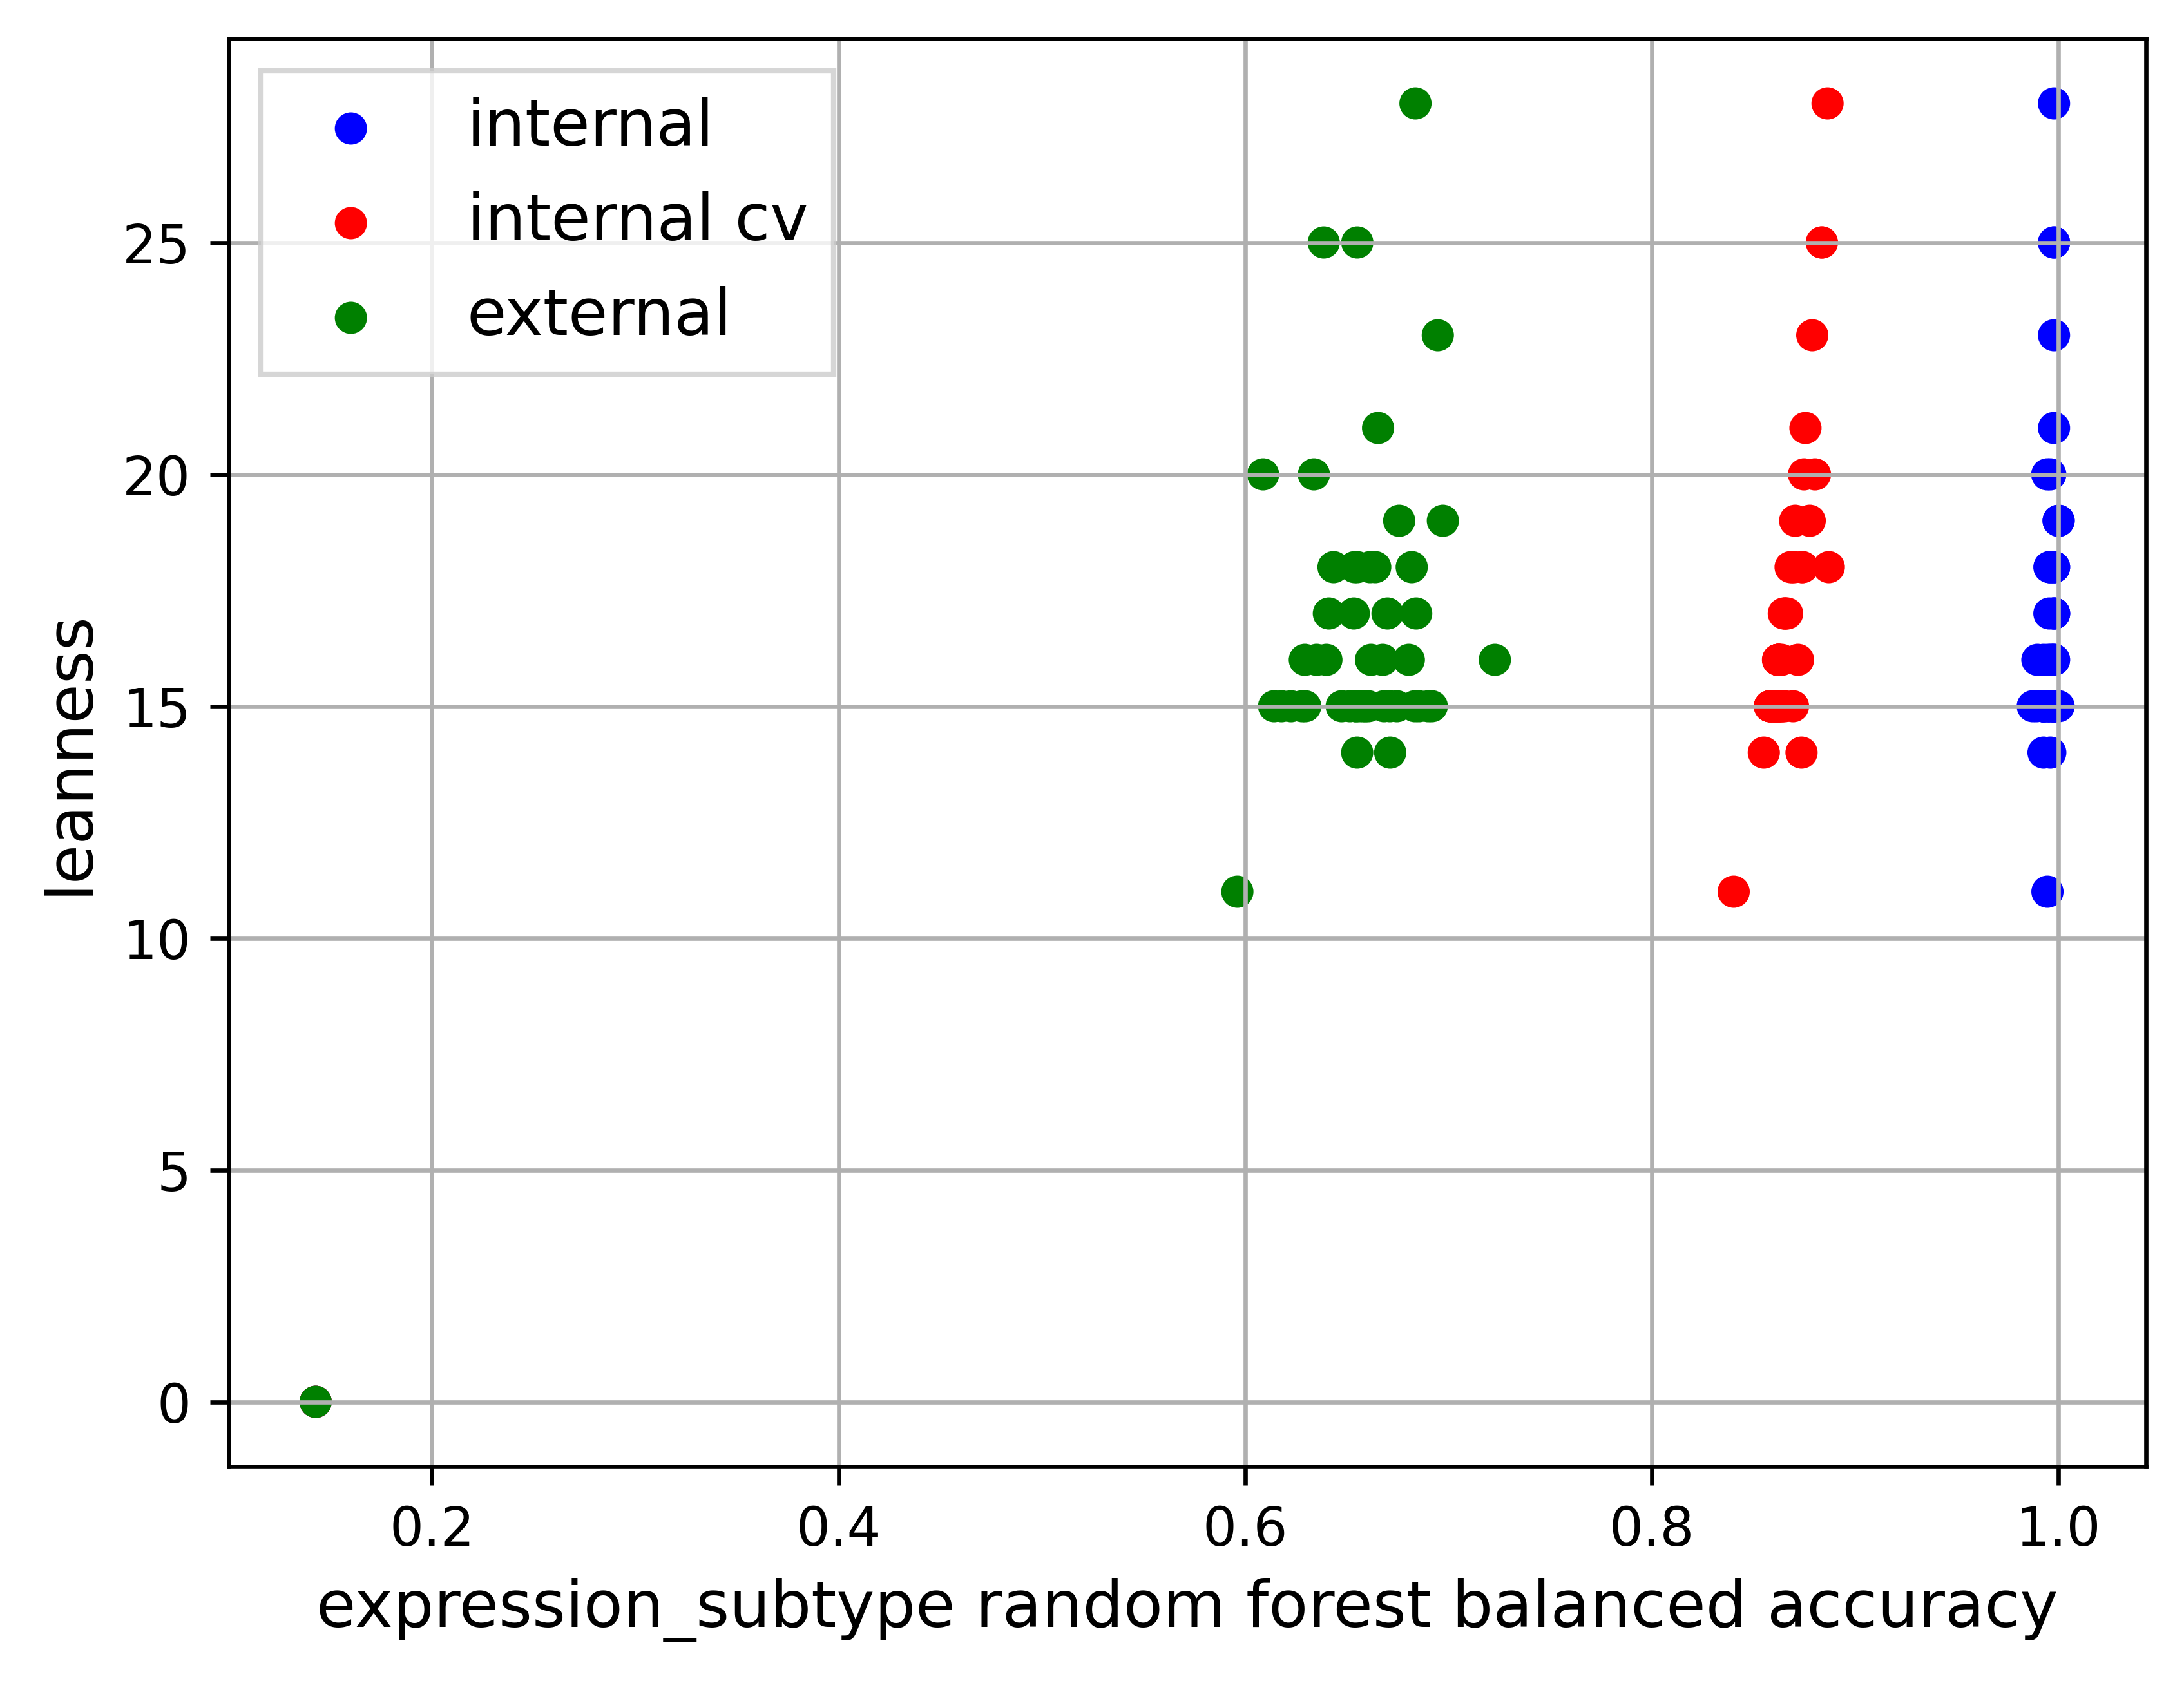 internal
internal cv
external
25
20
15
10
5
0
leanness
0.2 0.4 0.6 0.8 1.0
expression_subtype random forest balanced accuracy